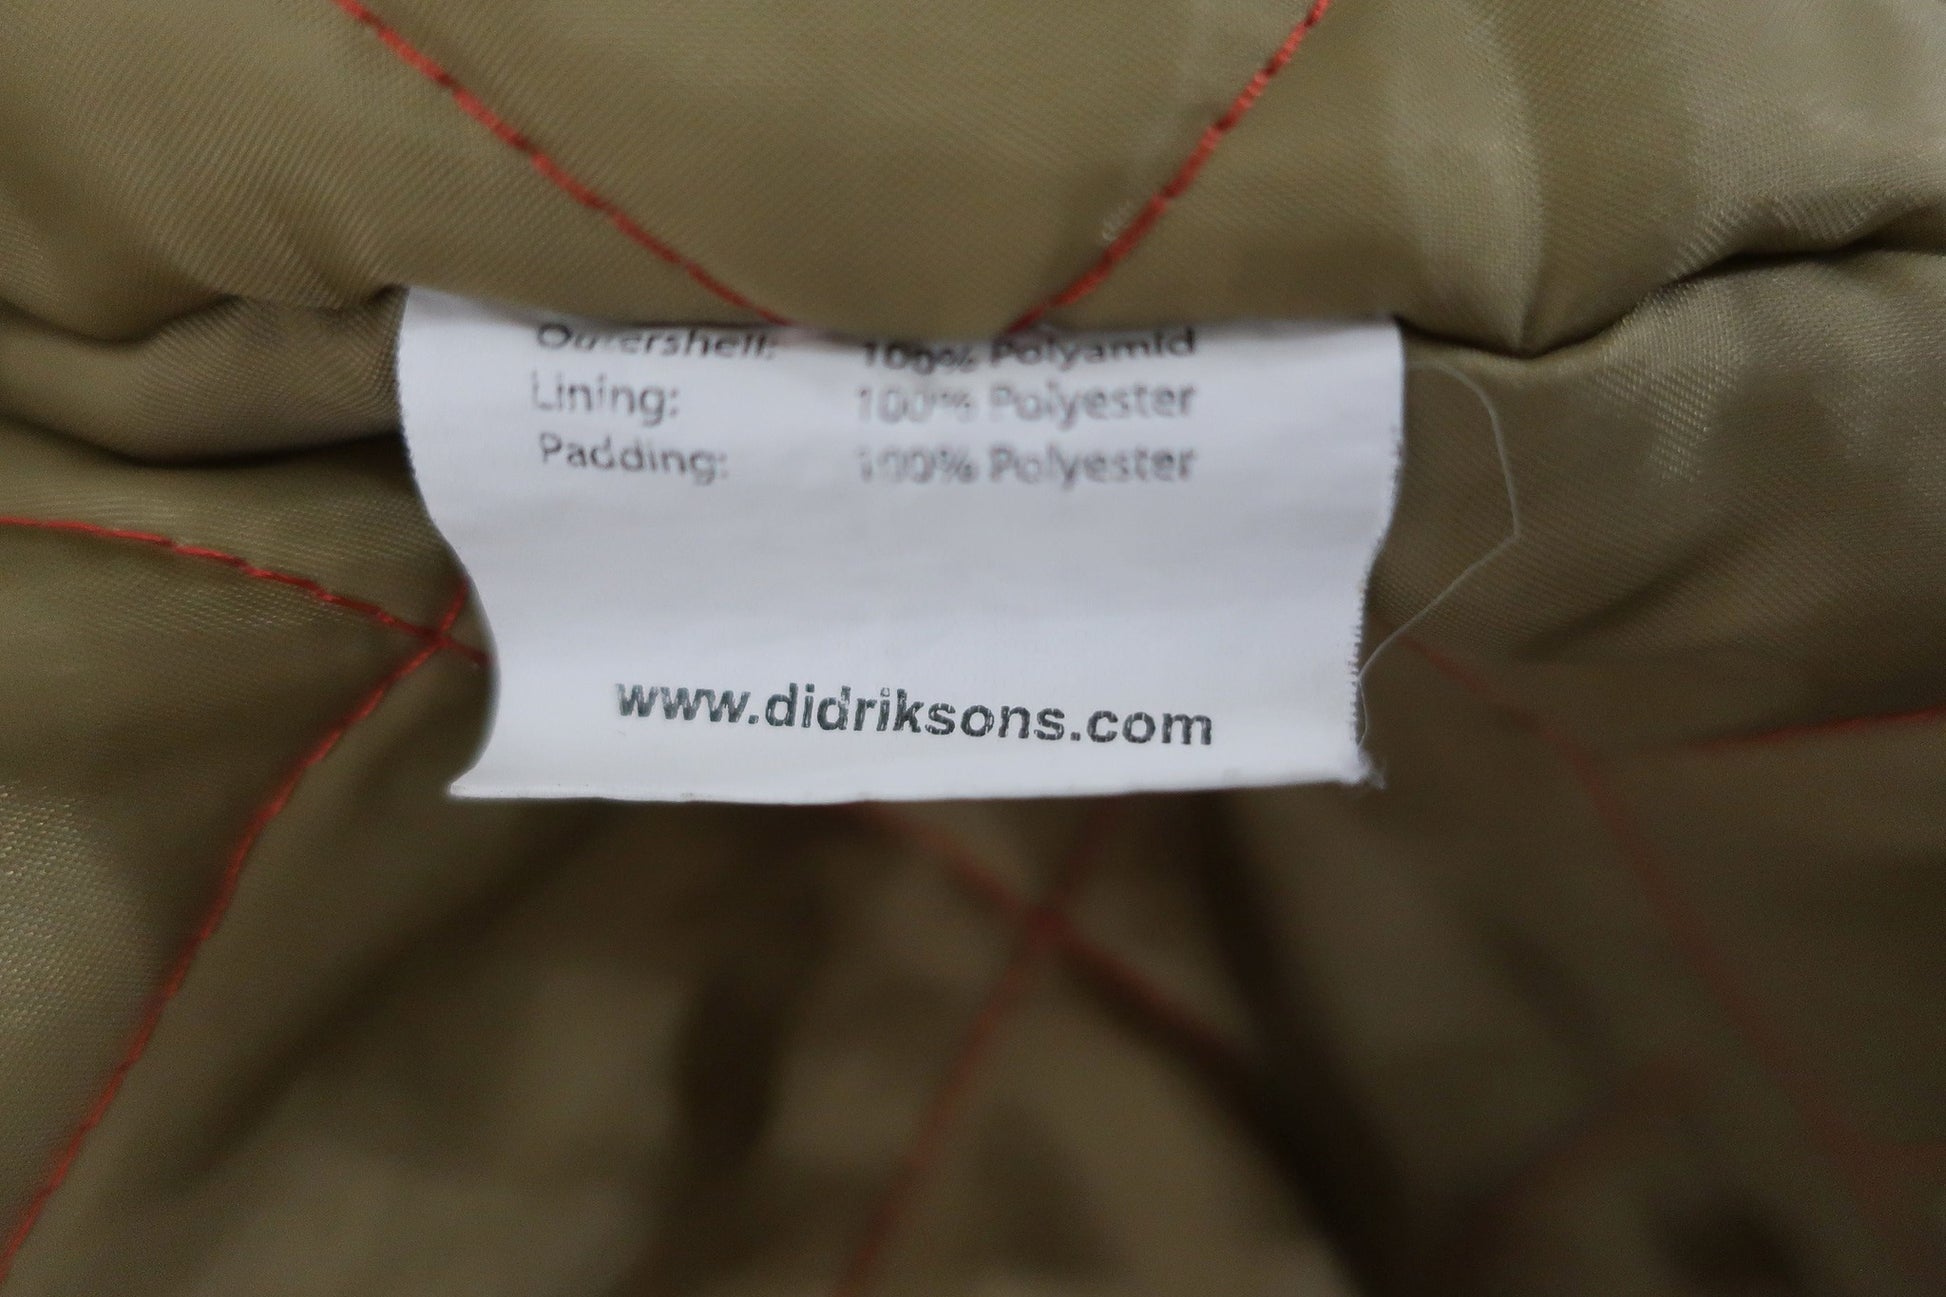 Outershell: 100% Polyamid
Lining: 100% Polyester
Padding: 100% Polyester
www.didriksons.com